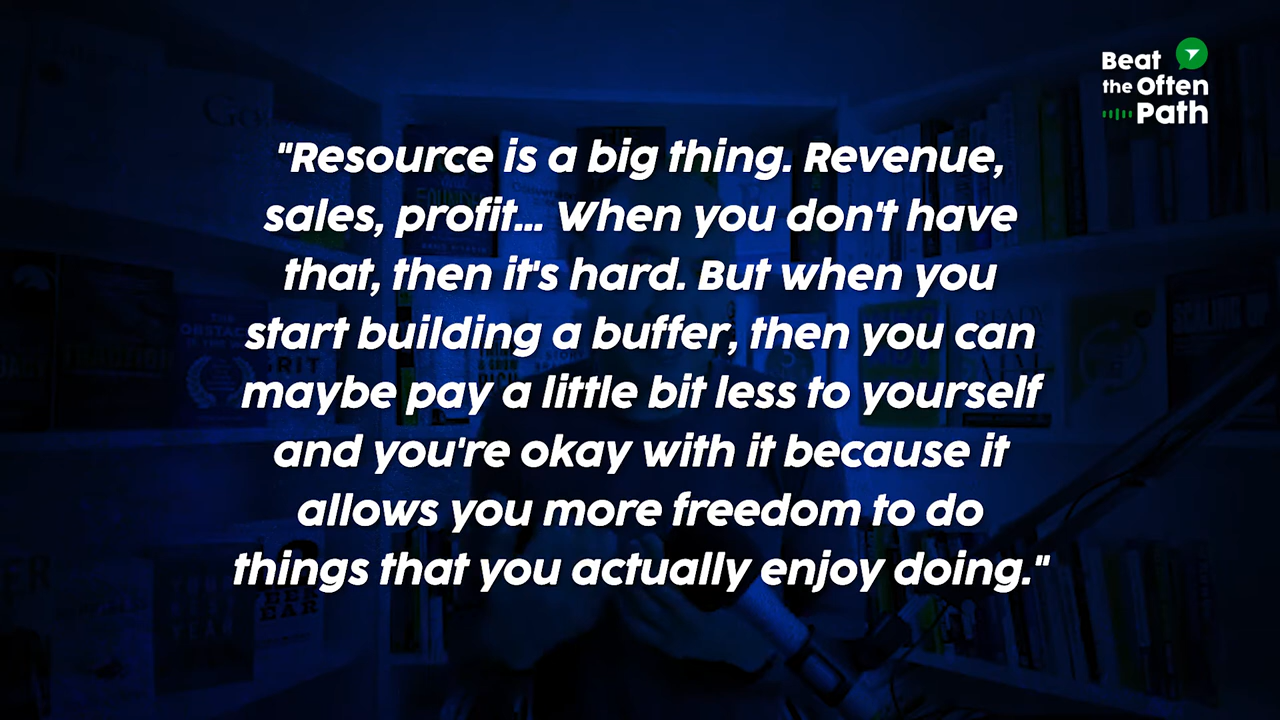 Beat
the Often
Path
"Resource is a big thing. Revenue,
sales, profit... When you don't have
that, then it's hard. But when you
start building a buffer, then you can
maybe pay a little bit less to yourself
and you're okay with it because it
allows you more freedom to do
things that you actually enjoy doing."
GRIT